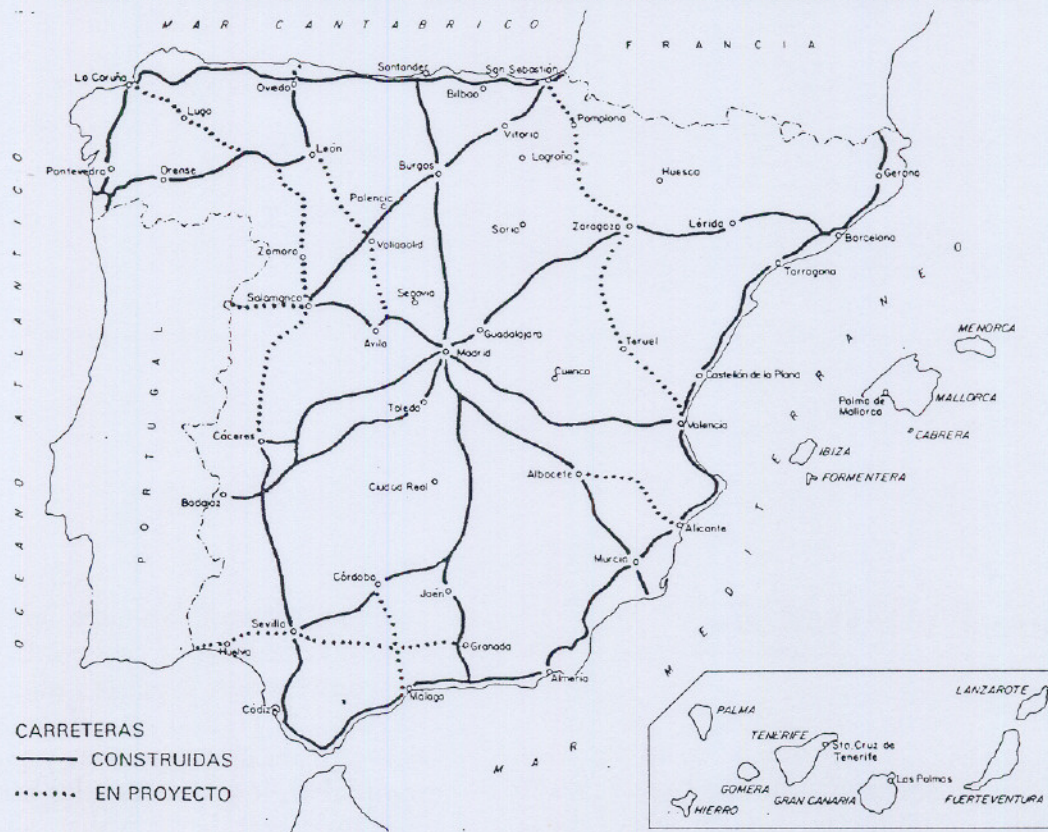 MAR CANTABRICO
FRANCIA
La Coruña
Oviedo
Santander
San Sebastián
Bilbao
Lugo
Pamplona
Vitoria
León
Logroño
Pontevedra
Orense
Burgos
Huesca
Gerona
Palencia
Soria
Zaragoza
Lérida
Barcelona
Valladolid
Zamora
Tarragona
Salamanca
Segovia
Avila
Guadalajara
Madrid
Teruel
MENORCA
Cuenca
Castellón de la Plana
Toledo
Palma de
Mallorca
MALLORCA
Valencia
CABRERA
Cáceres
IBIZA
FORMENTERA
Albacete
Ciudad Real
Badajoz
Alicante
Murcia
Córdoba
Jaén
Sevilla
Huelva
Granada
Almería
Málaga
Cádiz
OCEANO ATLANTICO
PORTUGAL
MAR MEDITERRANEO
CARRETERAS
CONSTRUIDAS
EN PROYECTO
LANZAROTE
PALMA
TENERIFE
Sta. Cruz de
Tenerife
Las Palmas
GOMERA
HIERRO
GRAN CANARIA
FUERTEVENTURA